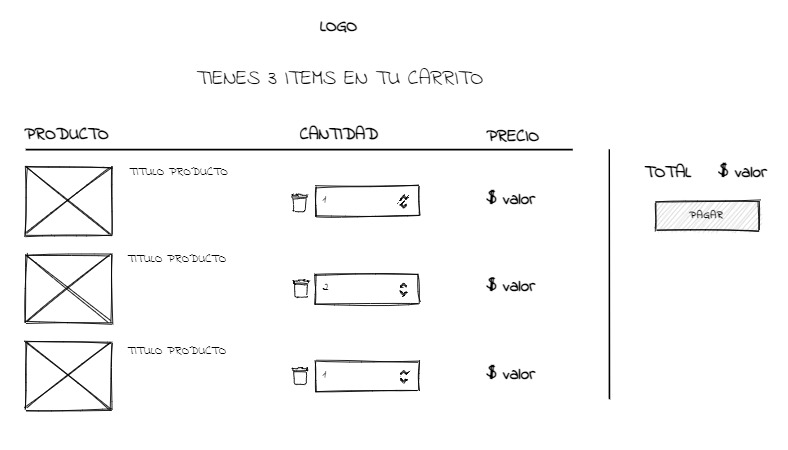 LOGO
TIENES 3 ITEMS EN TU CARRITO
PRODUCTO CANTIDAD PRECIO
TITULO PRODUCTO
1
$ valor
TITULO PRODUCTO
2
$ valor
TITULO PRODUCTO
1
$ valor
TOTAL $ valor
PAGAR